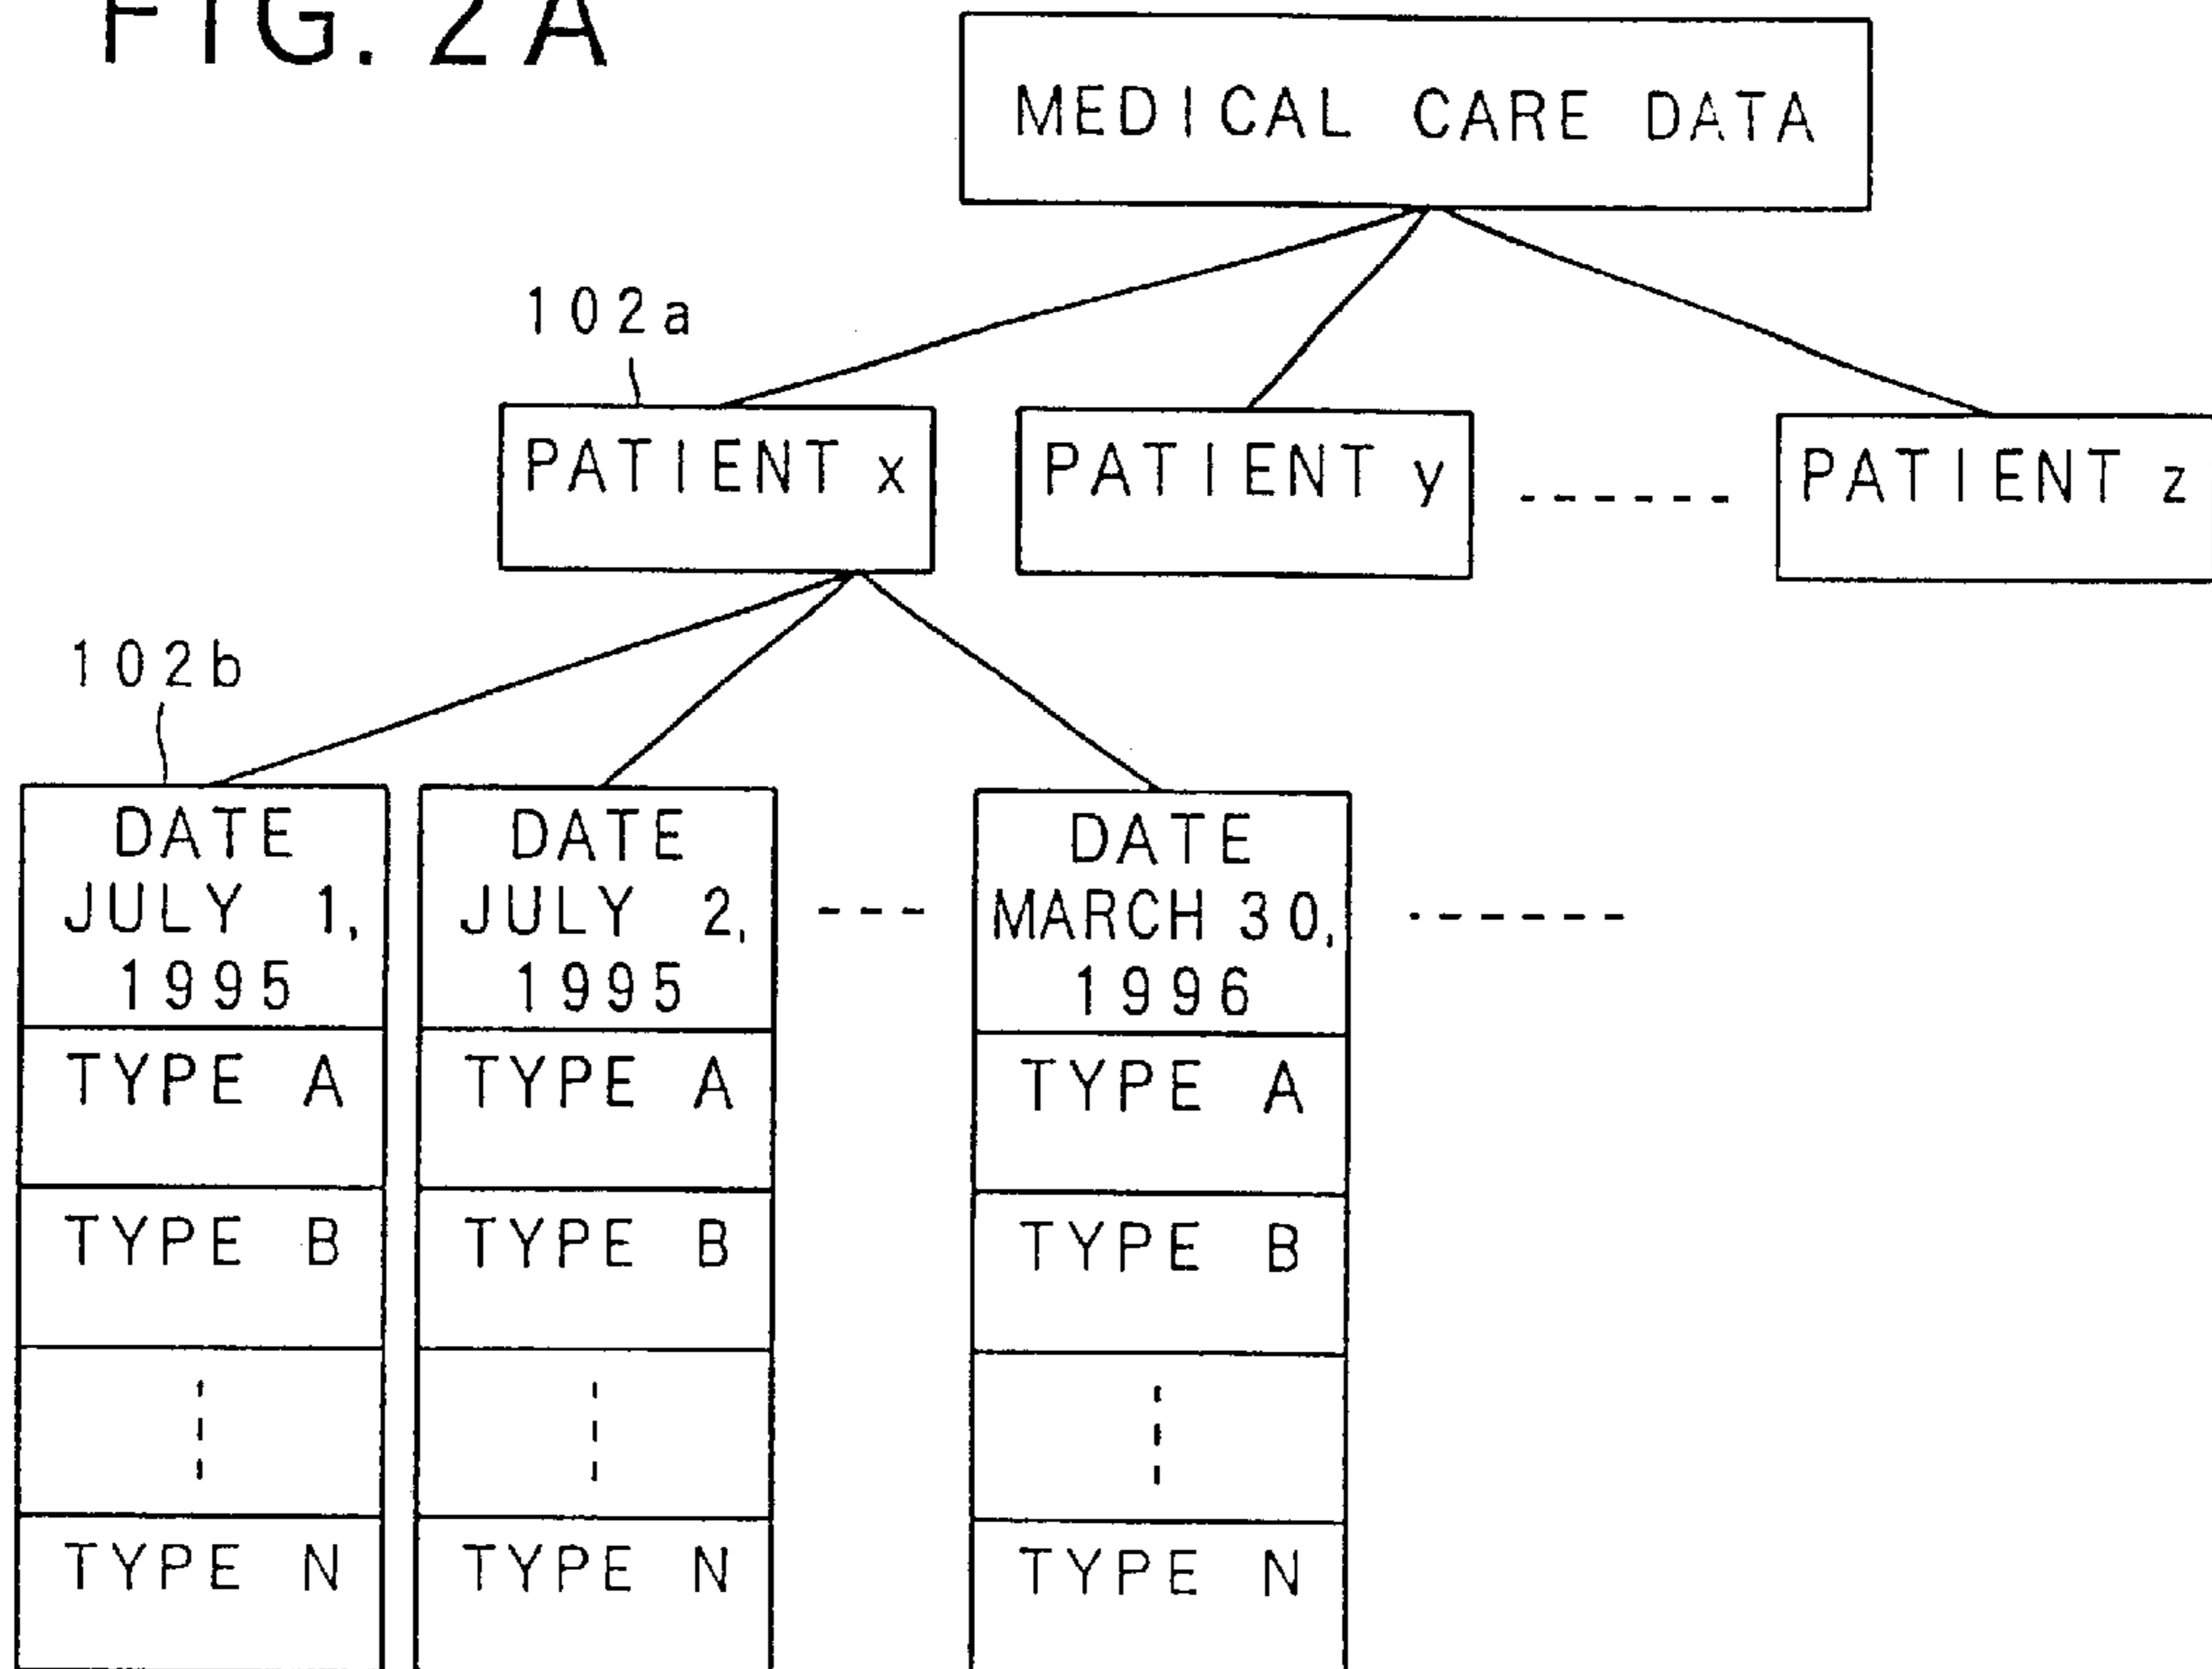 FIG. 2A
MEDICAL CARE DATA
102a
PATIENT x
PATIENT y
PATIENT z
102b
DATE
JULY 1,
1995
TYPE A
TYPE B
TYPE N
DATE
JULY 2,
1995
TYPE A
TYPE B
TYPE N
DATE
MARCH 30,
1996
TYPE A
TYPE B
TYPE N